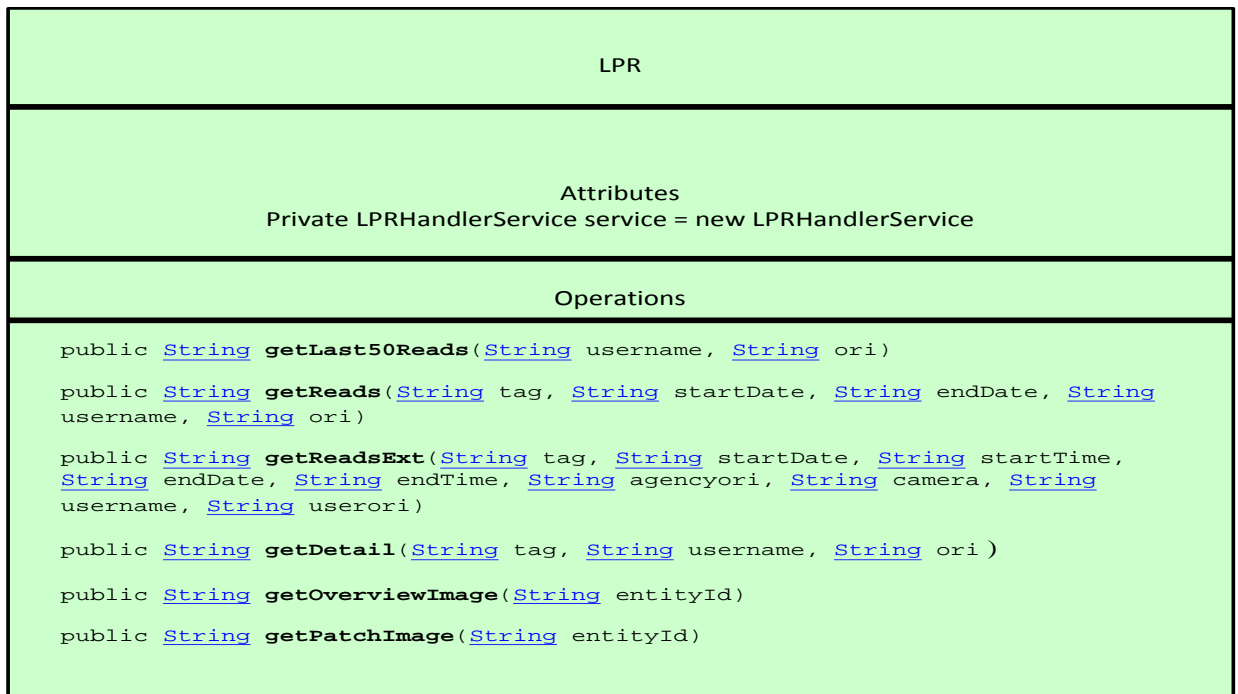 LPR
Attributes
Private LPRHandlerService service = new LPRHandlerService
Operations
public String getLast50Reads(String username, String ori)
public String getReads(String tag, String startDate, String endDate, String
username, String ori)
public String getReadsExt(String tag, String startDate, String startTime,
String endDate, String endTime, String agencyori, String camera, String
username, String userori)
public String getDetail(String tag, String username, String ori )
public String getOverviewImage(String entityId)
public String getPatchImage(String entityId)